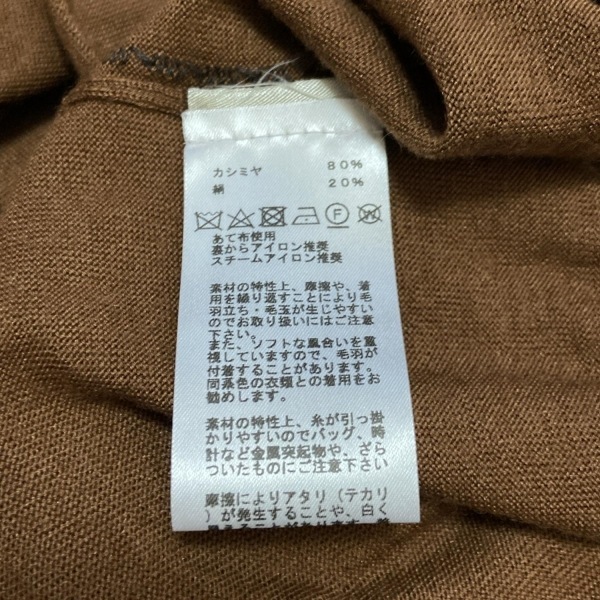 カシミヤ 80%
絹 20%
F W
あて布使用
裏からアイロン推奨
スチームアイロン推奨
素材の特性上、摩擦や、着
用を繰り返すことにより毛
羽立ち・毛玉が生じやすい
のでお取り扱いにはご注意
下さい。
また、ソフトな風合いを重
視していますので、毛羽が
付着することがあります。
同系色の衣類との着用をお
勧めします。
素材の特性上、糸が引っ掛
かりやすいのでバッグ、時
計など金属突起物や、ざら
ついたものにご注意下さい
摩擦によりアタリ(テカリ
)が発生することや、白く